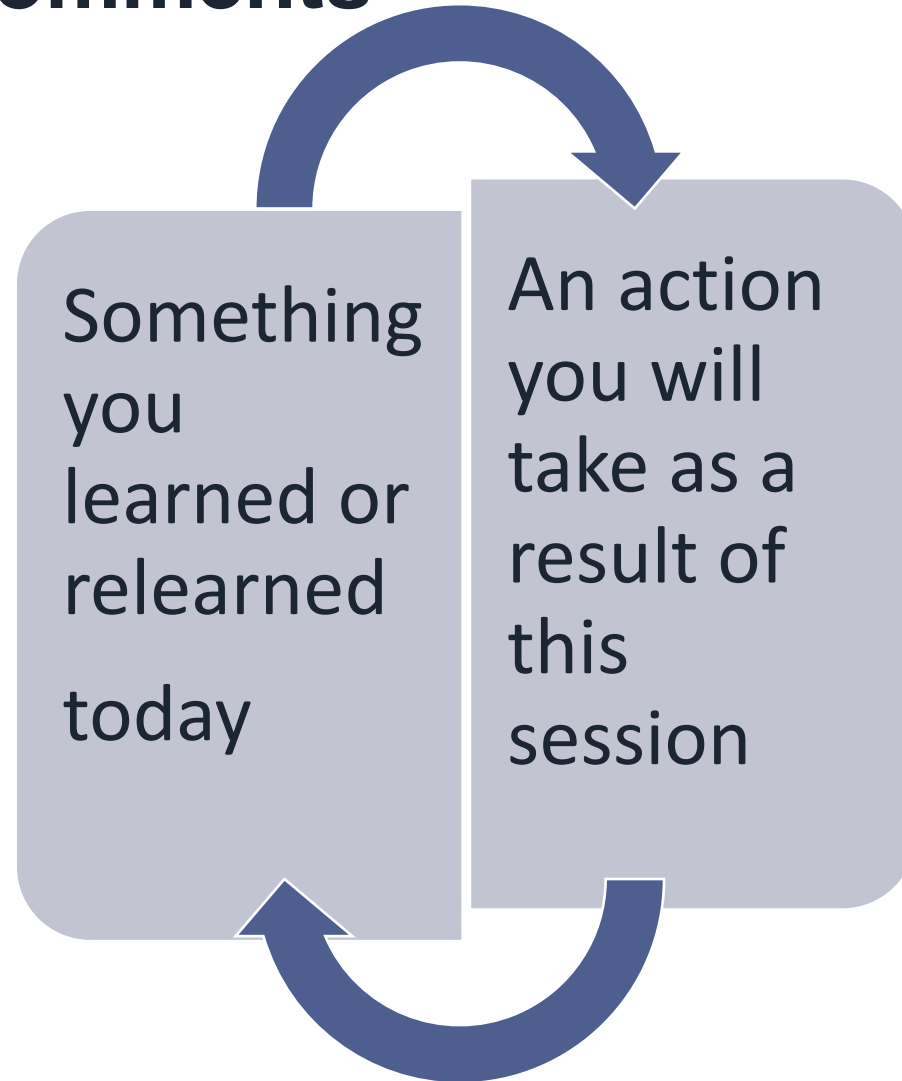 Something
you
learned or
relearned
today
An action
you will
take as a
result of
this
session